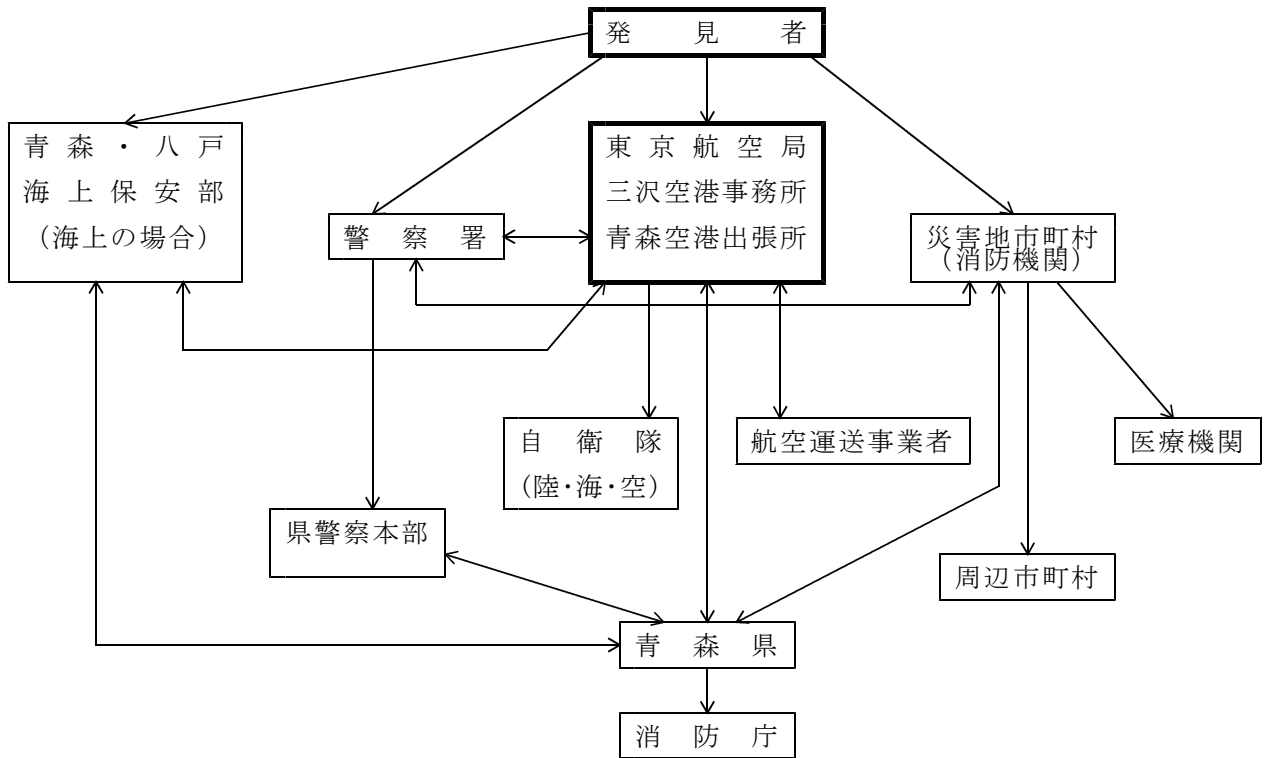 発見者
青森・八戸
海上保安部
（海上の場合）
東京航空局
三沢空港事務所
青森空港出張所
警察署
災害地市町村
（消防機関）
自衛隊
（陸・海・空）
航空運送事業者
医療機関
県警察本部
周辺市町村
青森県
消防庁